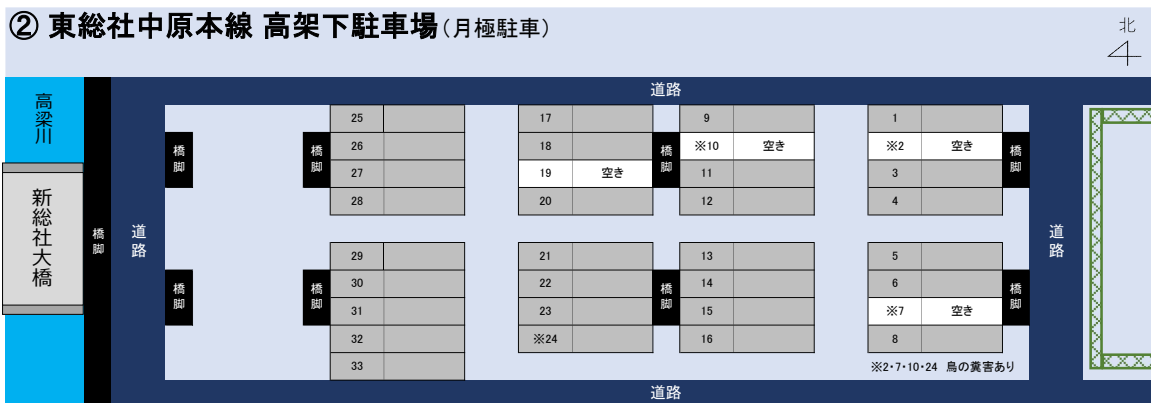 ② 東総社中原本線 高架下駐車場(月極駐車)
北
道路
高梁川
新総社大橋
橋脚
道路
橋脚
橋脚
25
26
27
28
17
18
19 空き
20
橋脚
9
※10 空き
11
12
1
※2 空き
3
4
橋脚
道路
橋脚
橋脚
29
30
31
32
33
21
22
23
※24
橋脚
13
14
15
16
5
6
※7 空き
8
橋脚
※2・7・10・24 鳥の糞害あり
道路